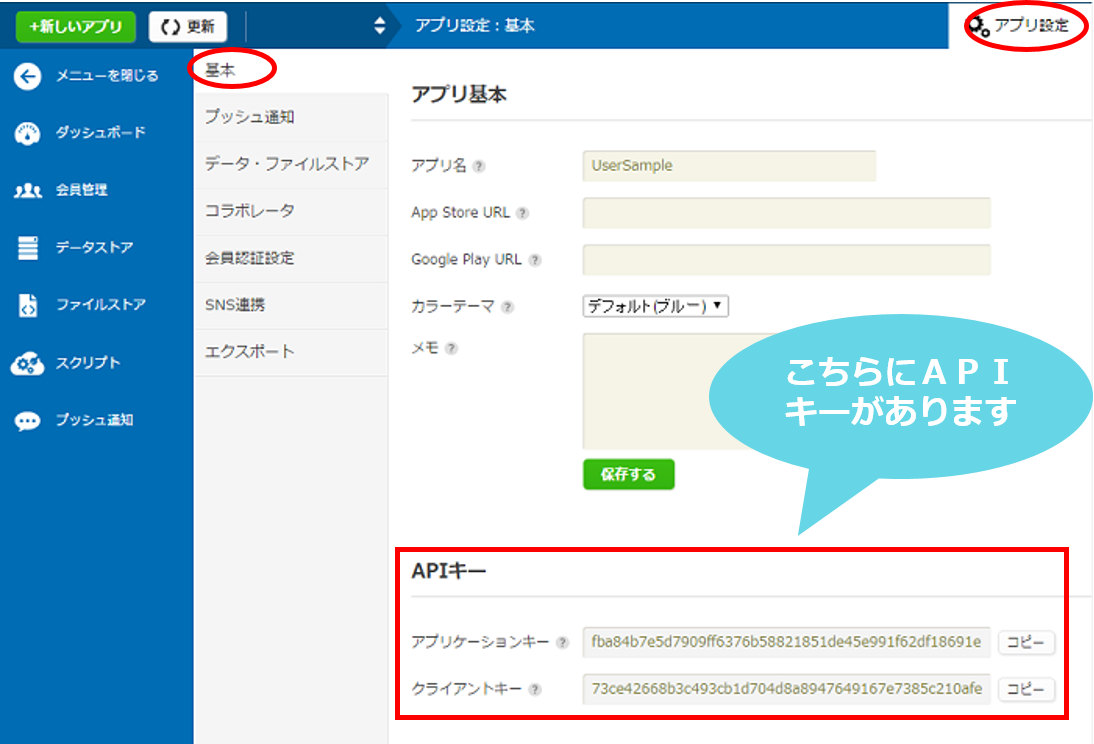 +新しいアプリ
更新
アプリ設定：基本
アプリ設定
メニューを閉じる
ダッシュボード
会員管理
データストア
ファイルストア
スクリプト
プッシュ通知
基本
プッシュ通知
データ・ファイルストア
コラボレータ
会員認証設定
SNS連携
エクスポート
アプリ基本
アプリ名 ?
UserSample
App Store URL ?
Google Play URL ?
カラーテーマ ?
デフォルト(ブルー) ▼
メモ ?
こちらにＡＰＩ
キーがあります
保存する
APIキー
アプリケーションキー ?
fba84b7e5d7909ff6376b58821851de45e991f62df18691e
コピー
クライアントキー ?
73ce42668b3c493cb1d704d8a8947649167e7385c210afe
コピー